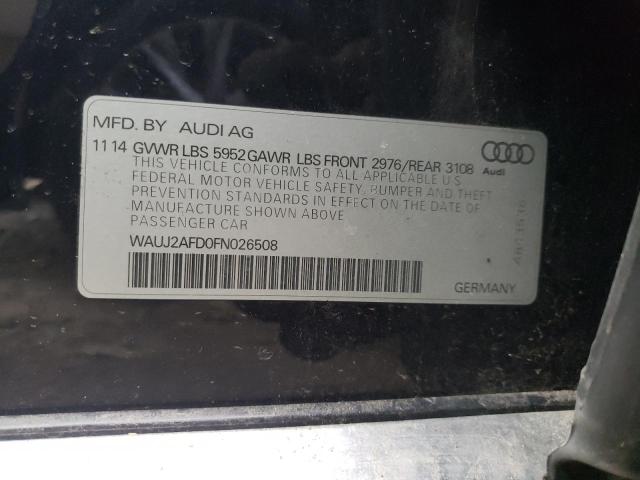 MFD. BY AUDI AG
11 14 GVWR LBS 5952 GAWR LBS FRONT 2976/REAR 3108
Audi
THIS VEHICLE CONFORMS TO ALL APPLICABLE U.S
FEDERAL MOTOR VEHICLE SAFETY, BUMPER AND THEFT
PREVENTION STANDARDS IN EFFECT ON THE DATE OF
MANUFACTURE SHOWN ABOVE
PASSENGER CAR
WAUJ2AFD0FN026508
GERMANY